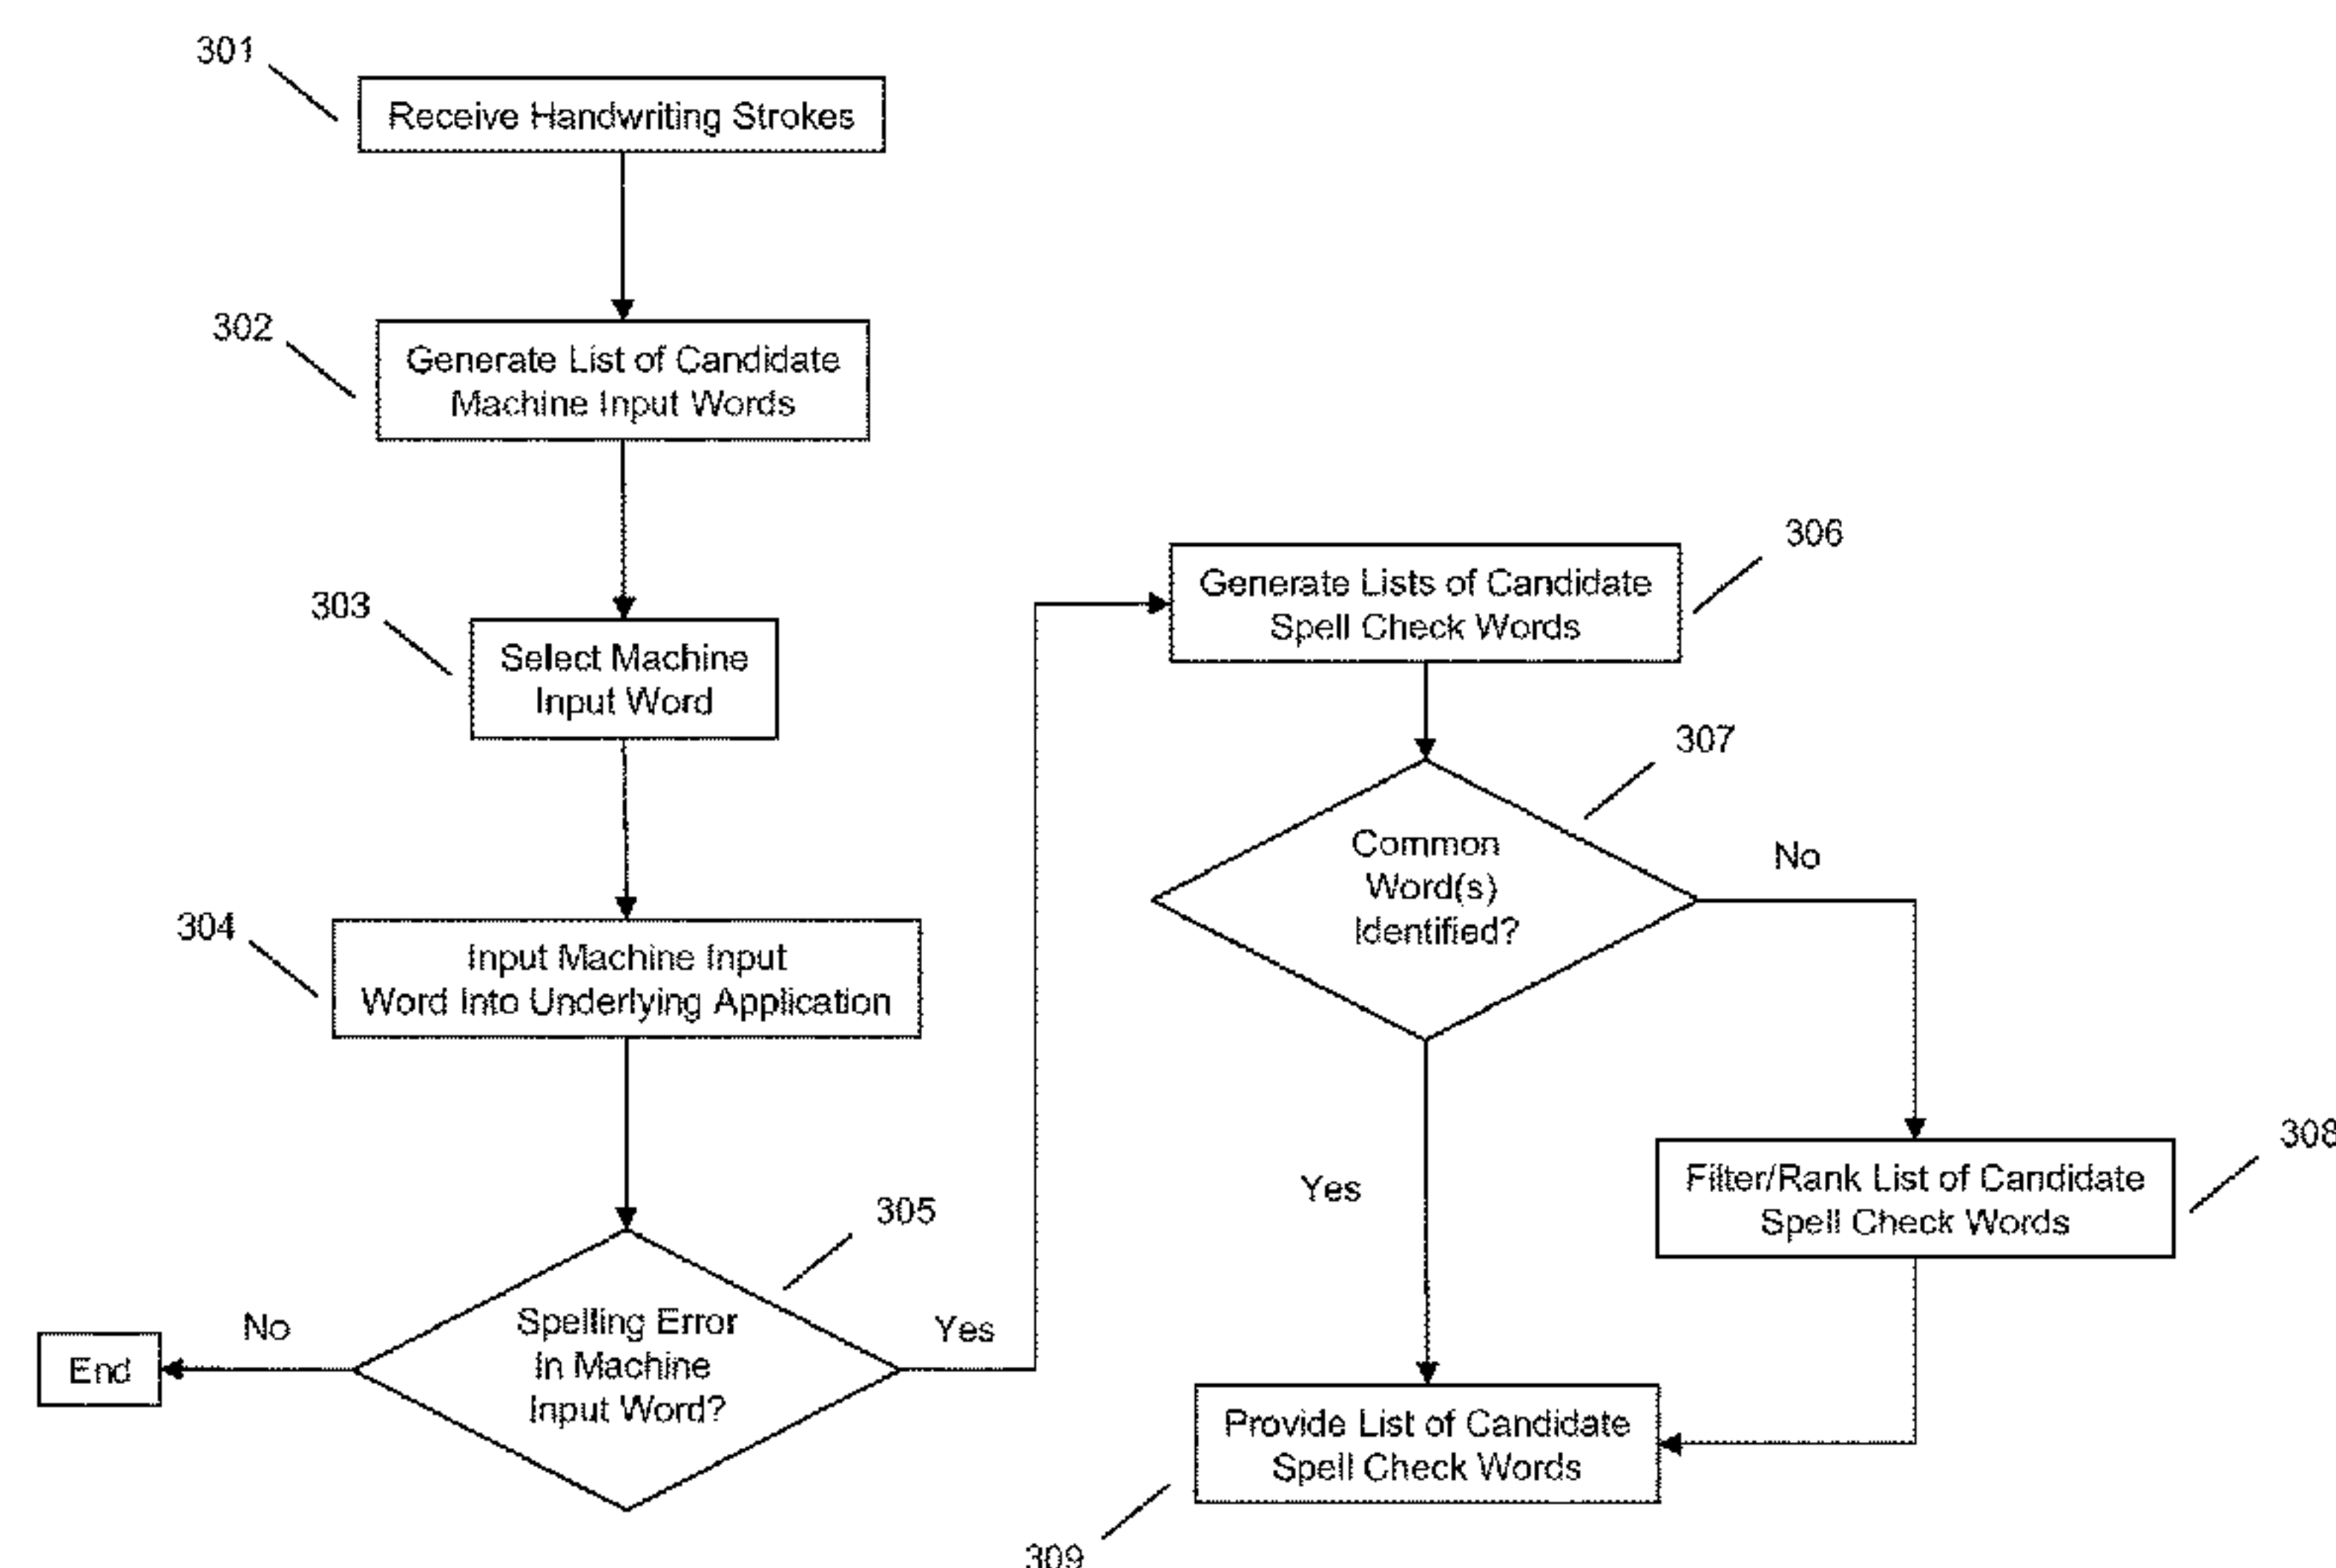 301
Receive Handwriting Strokes
302
Generate List of Candidate
Machine Input Words
303
Select Machine
Input Word
304
Input Machine Input
Word Into Underlying Application
305
Spelling Error
In Machine
Input Word?
No
End
Yes
306
Generate Lists of Candidate
Spell Check Words
307
Common
Word(s)
Identified?
No
308
Filter/Rank List of Candidate
Spell Check Words
Yes
Provide List of Candidate
Spell Check Words
309